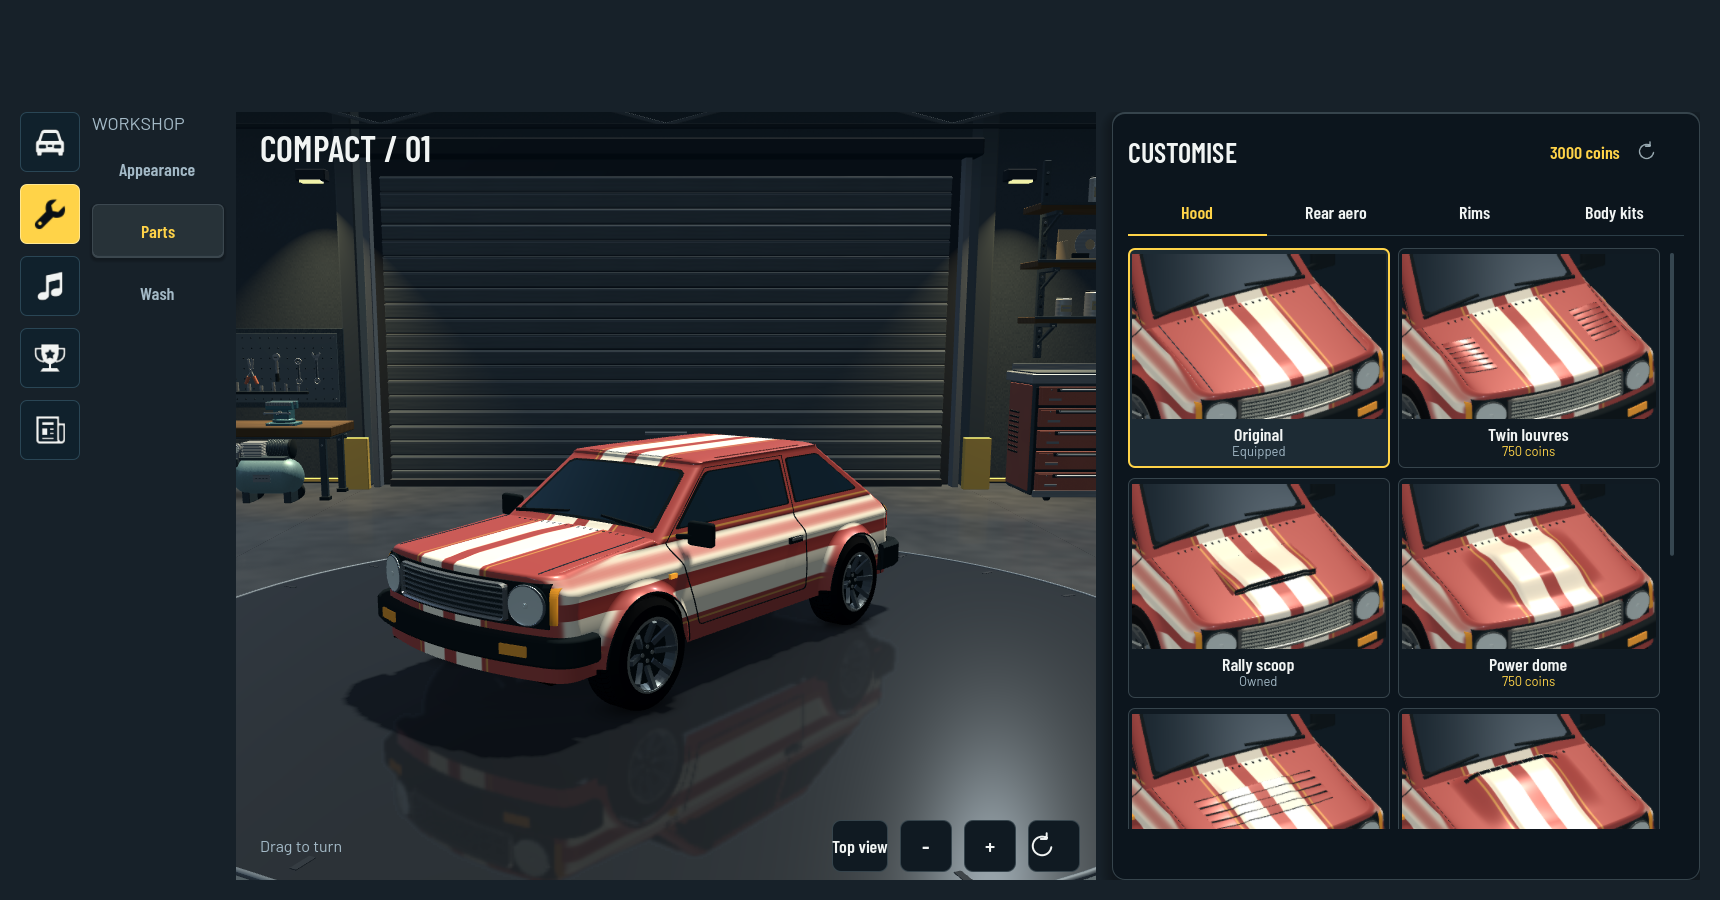 WORKSHOP
Appearance
Parts
Wash
COMPACT / 01
Drag to turn
Top view
-
+
CUSTOMISE
3000 coins
Hood
Rear aero
Rims
Body kits
Original
Equipped
Twin louvres
750 coins
Rally scoop
Owned
Power dome
750 coins